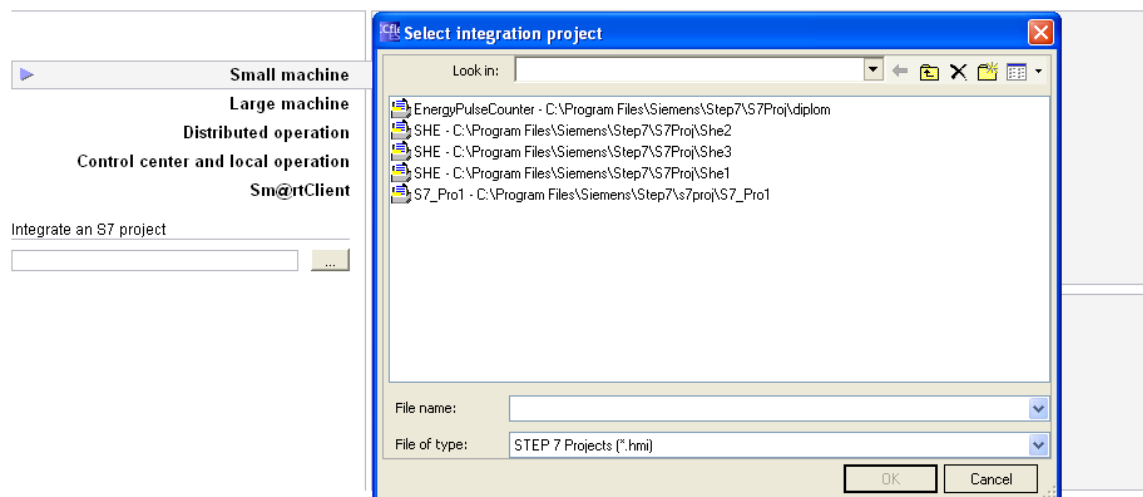 Small machine
Large machine
Distributed operation
Control center and local operation
Sm@rtClient
Integrate an S7 project
...
Select integration project
Look in:
EnergyPulseCounter - C:\Program Files\Siemens\Step7\S7Proj\diplom
SHE - C:\Program Files\Siemens\Step7\S7Proj\She2
SHE - C:\Program Files\Siemens\Step7\S7Proj\She3
SHE - C:\Program Files\Siemens\Step7\S7Proj\She1
S7_Pro1 - C:\Program Files\Siemens\Step7\s7proj\S7_Pro1
File name:
File of type: STEP 7 Projects (*.hmi)
OK Cancel